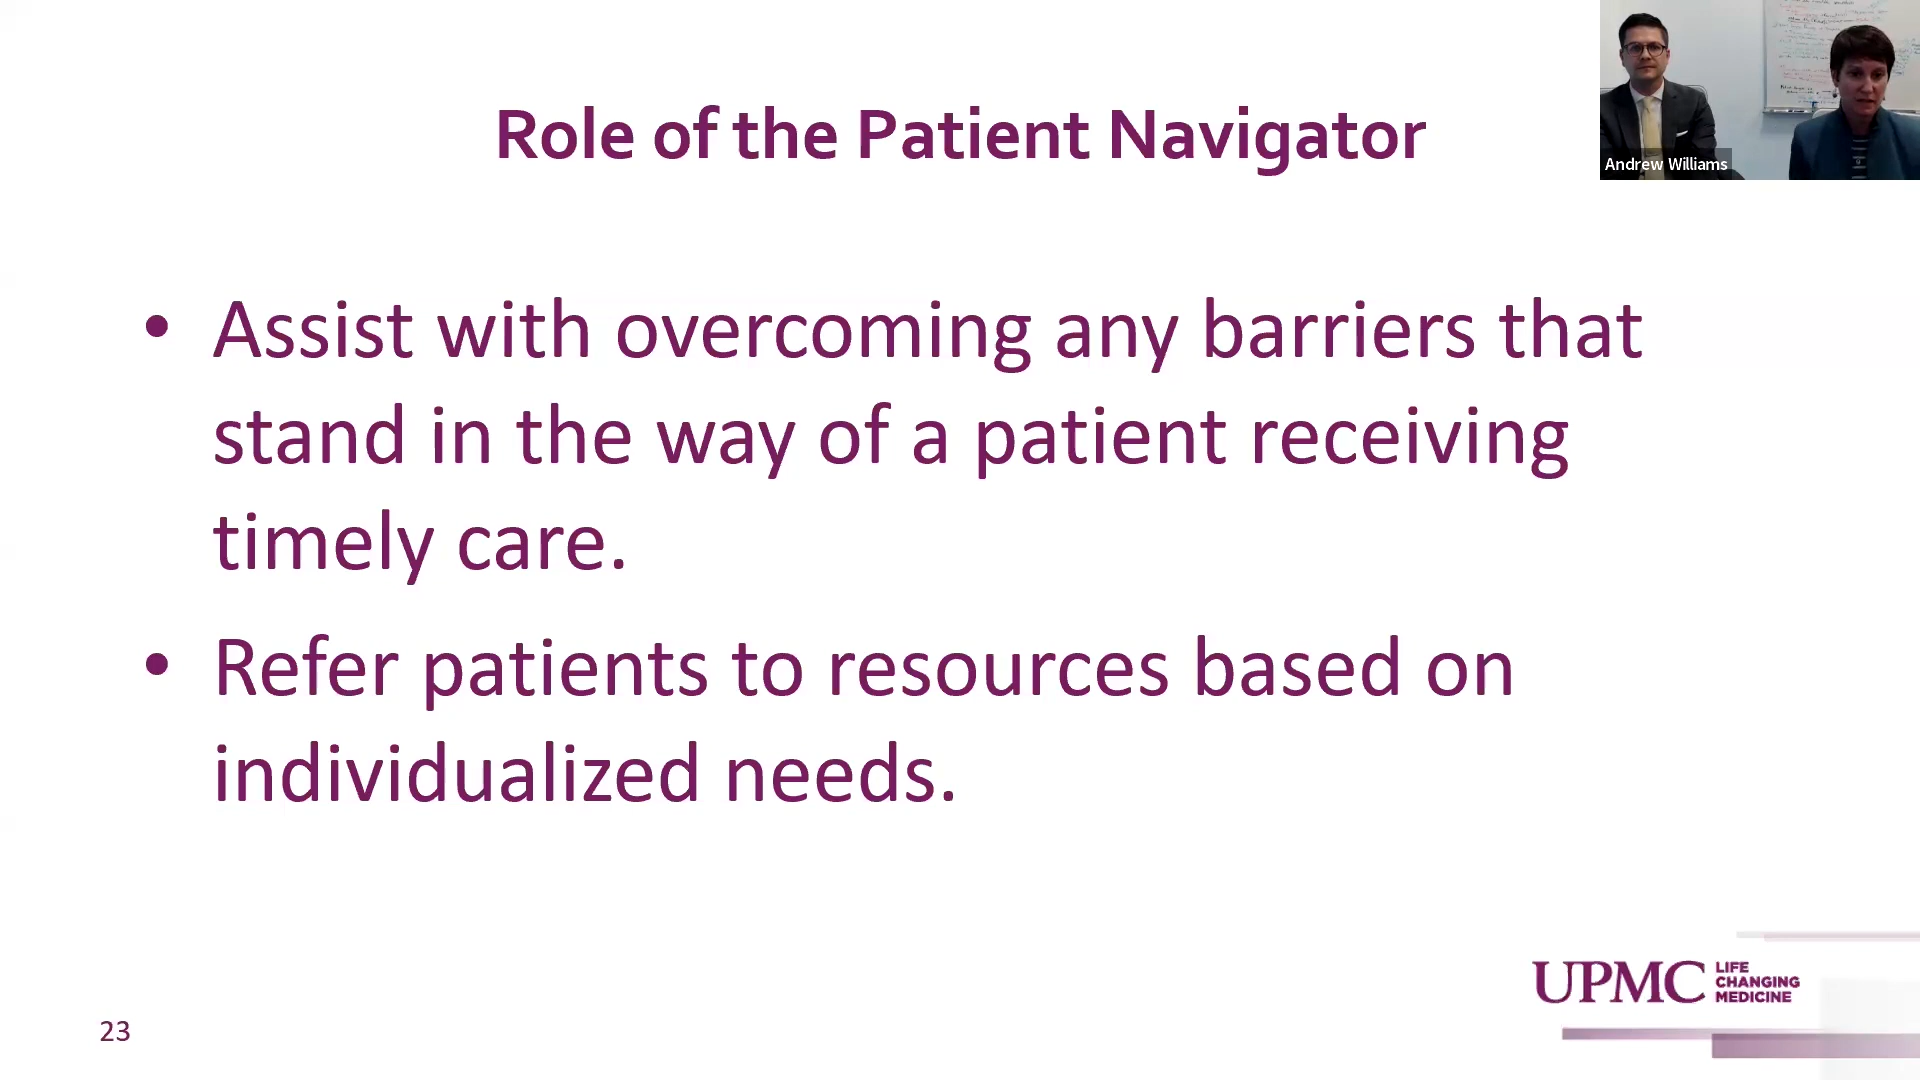 Role of the Patient Navigator
Andrew Williams
• Assist with overcoming any barriers that
stand in the way of a patient receiving
timely care.
• Refer patients to resources based on
individualized needs.
UPMC LIFE
CHANGING
MEDICINE
23